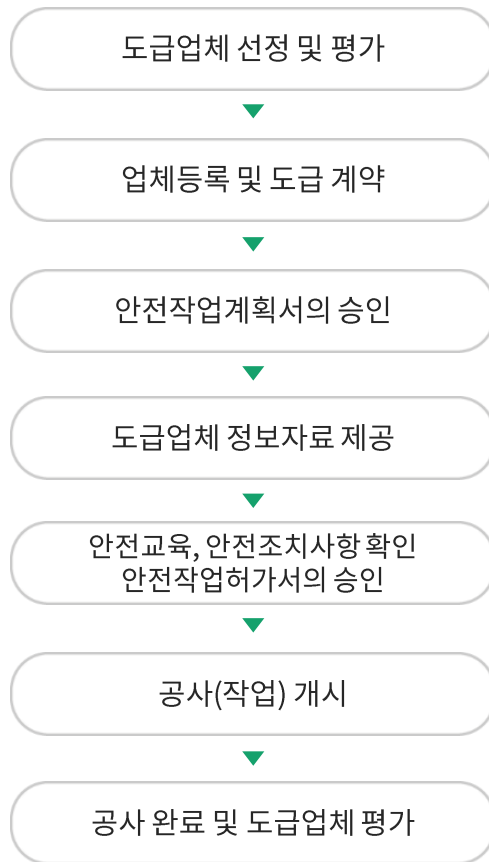 도급업체 선정 및 평가
업체등록 및 도급 계약
안전작업계획서의 승인
도급업체 정보자료 제공
안전교육, 안전조치사항 확인
안전작업허가서의 승인
공사(작업) 개시
공사 완료 및 도급업체 평가